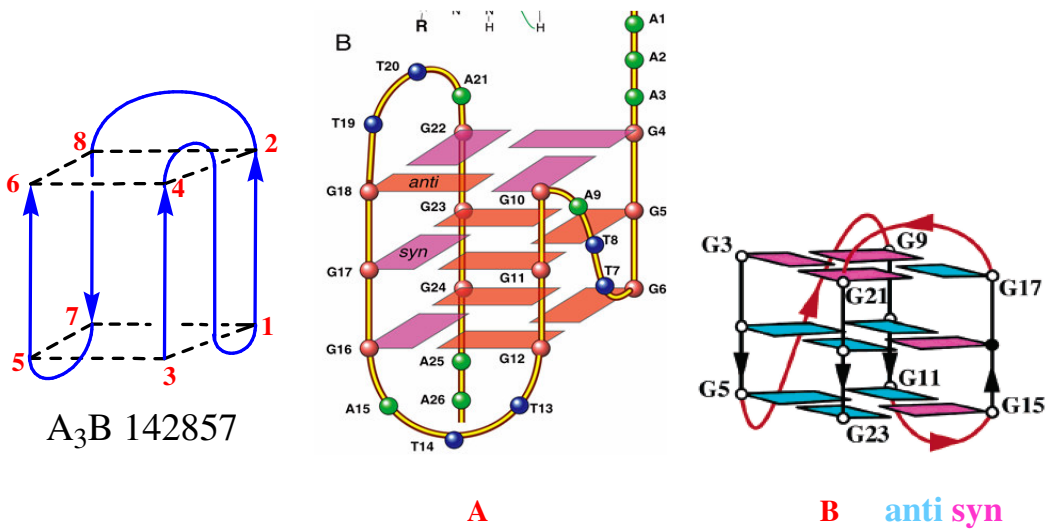 8
2
6
4
7
1
5
3
A₃B 142857
R
N
N
H
H
B
A1
A2
A3
T20
A21
T19
G22
G4
G18
anti
G10
A9
G23
G5
T8
syn
G17
G11
T7
G24
G6
G16
G12
A25
A15
A26
T13
T14
A
G3
G9
G21
G17
G5
G11
G15
G23
B anti syn